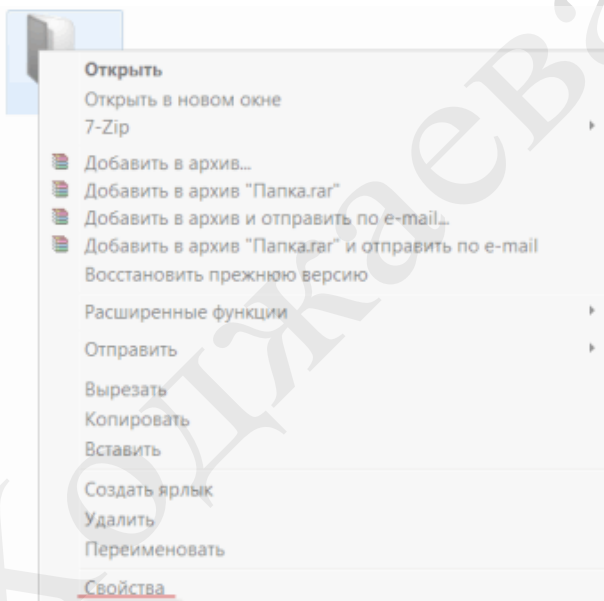 Открыть
Открыть в новом окне
7-Zip
Добавить в архив...
Добавить в архив "Папка.rar"
Добавить в архив и отправить по e-mail...
Добавить в архив "Папка.rar" и отправить по e-mail
Восстановить прежнюю версию
Расширенные функции
Отправить
Вырезать
Копировать
Вставить
Создать ярлык
Удалить
Переименовать
Свойства
Ходжаева